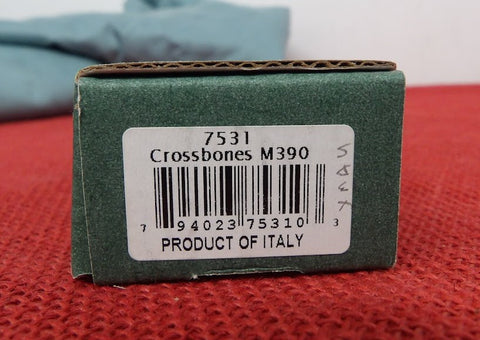 7531
Crossbones M390
7 94023 75310 3
PRODUCT OF ITALY